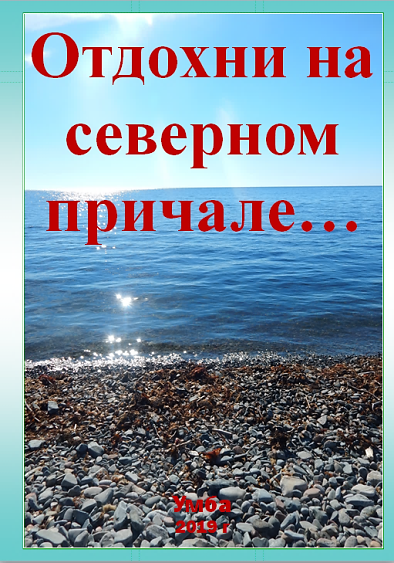 Отдохни на
северном
причале...
Умба
2019 г